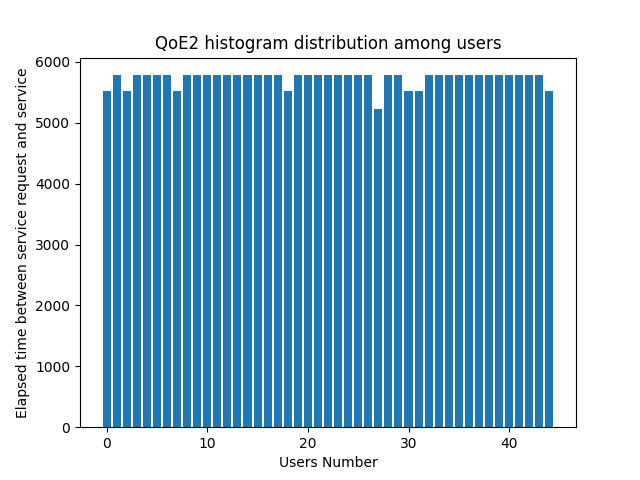 QoE2 histogram distribution among users
Elapsed time between service request and service
6000
5000
4000
3000
2000
1000
0
0 10 20 30 40
Users Number